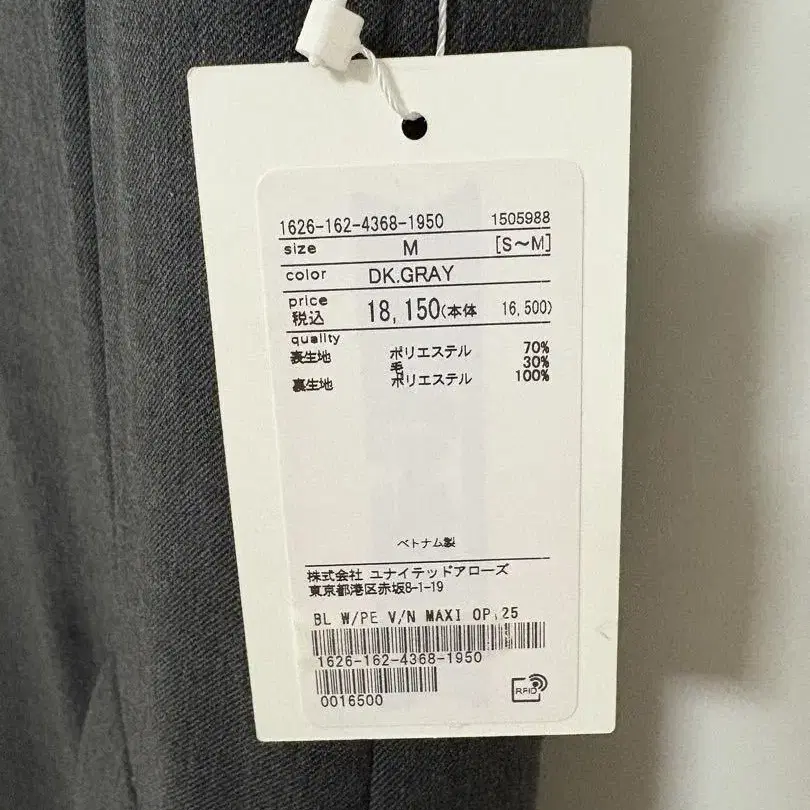 1626-162-4368-1950 1505988
size M [S～M]
color DK.GRAY
price
税込 18,150(本体 16,500)
quality
表生地 ポリエステル 70%
毛 30%
裏生地 ポリエステル 100%
ベトナム製
株式会社 ユナイテッドアローズ
東京都港区赤坂8-1-19
BL W/PE V/N MAXI OP,25
1626-162-4368-1950
0016500
RFID